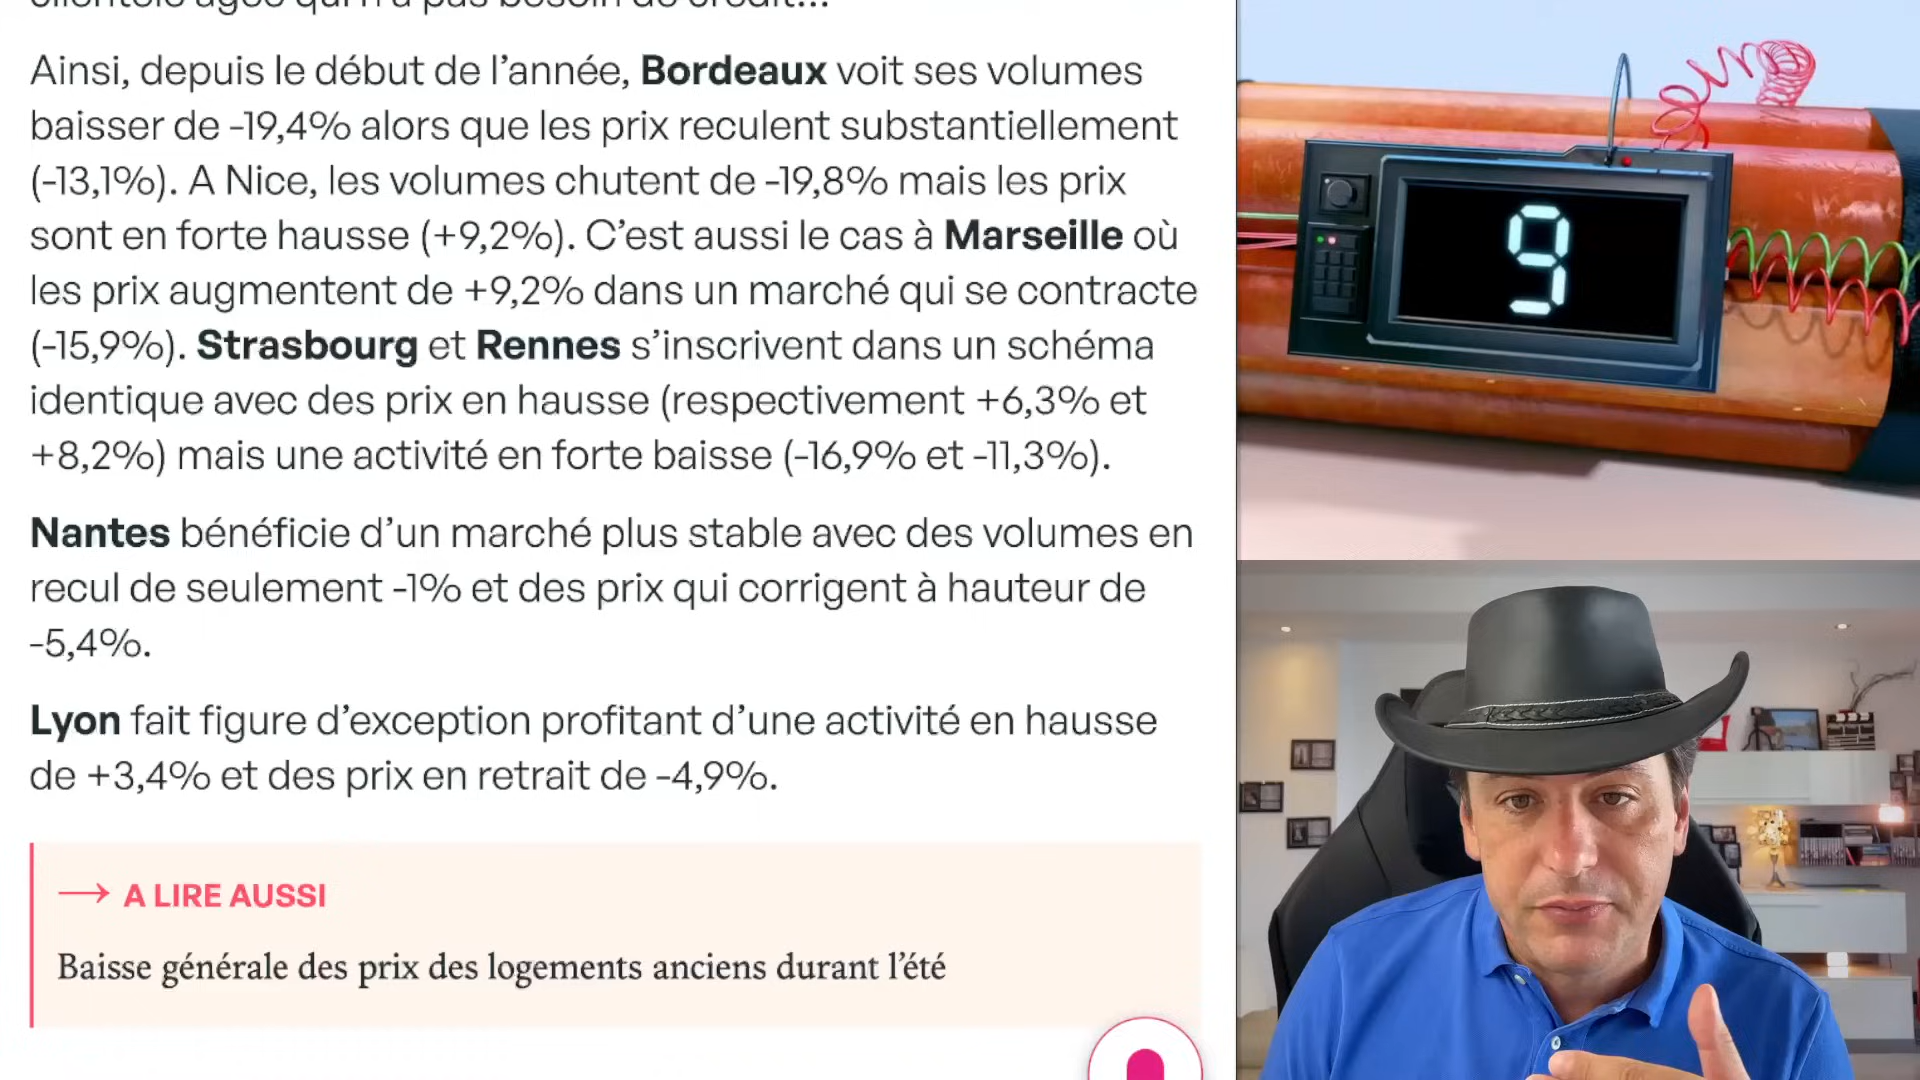 clientèle âgée qui n'a pas besoin de crédit...
Ainsi, depuis le début de l’année, Bordeaux voit ses volumes
baisser de -19,4% alors que les prix reculent substantiellement
(-13,1%). A Nice, les volumes chutent de -19,8% mais les prix
sont en forte hausse (+9,2%). C’est aussi le cas à Marseille où
les prix augmentent de +9,2% dans un marché qui se contracte
(-15,9%). Strasbourg et Rennes s’inscrivent dans un schéma
identique avec des prix en hausse (respectivement +6,3% et
+8,2%) mais une activité en forte baisse (-16,9% et -11,3%).
Nantes bénéficie d’un marché plus stable avec des volumes en
recul de seulement -1% et des prix qui corrigent à hauteur de
-5,4%.
Lyon fait figure d’exception profitant d’une activité en hausse
de +3,4% et des prix en retrait de -4,9%.
→ A LIRE AUSSI
Baisse générale des prix des logements anciens durant l’été
9